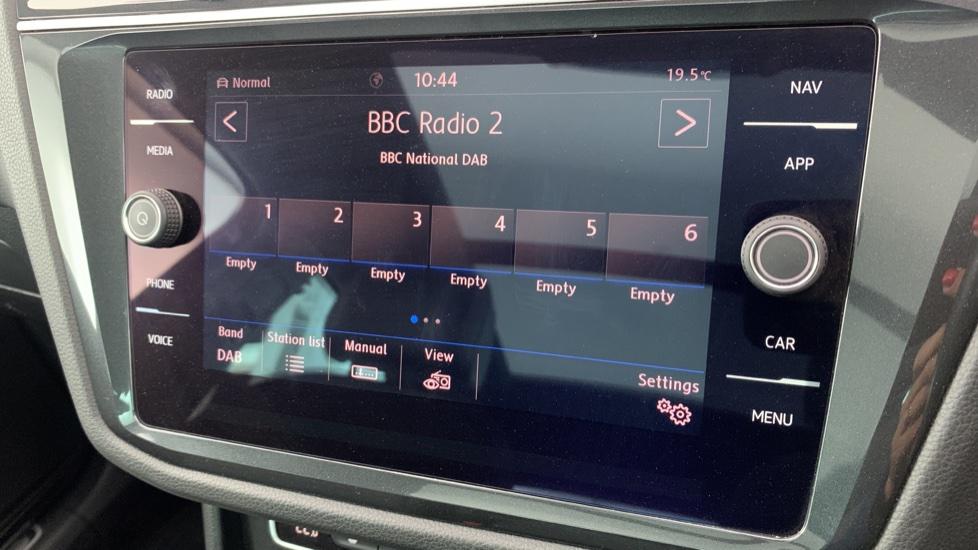 RADIO
MEDIA
PHONE
VOICE
Normal 10:44 19.5°C
< BBC Radio 2 >
BBC National DAB
1 2 3 4 5 6
Empty Empty Empty Empty Empty Empty
Band Station list Manual View Settings
DAB
NAV
APP
CAR
MENU